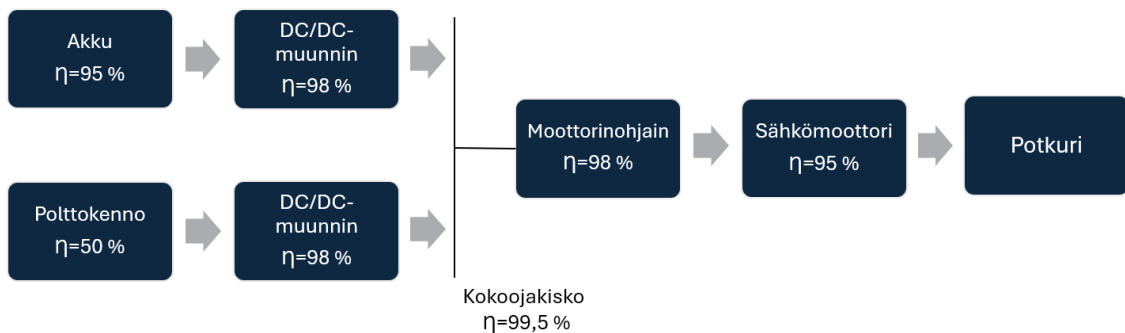 Akku
η=95 %
DC/DC-
muunnin
η=98 %
Moottorinohjain
η=98 %
Sähkömoottori
η=95 %
Potkuri
Polttokenno
η=50 %
DC/DC-
muunnin
η=98 %
Kokoojakisko
η=99,5 %